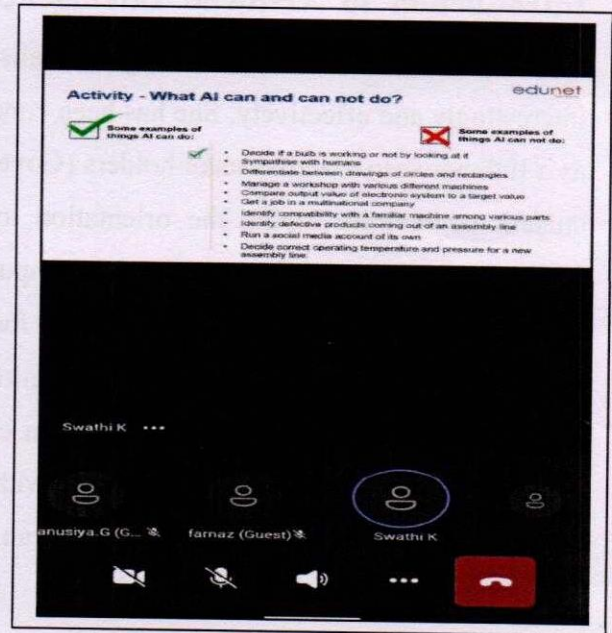 Activity - What AI can and can not do?
edunet
Some examples of
things AI can do:
Some examples of
things AI can not do:
• Decide if a bulb is working or not by looking at it
• Sympathise with humans
• Differentiate between drawings of circles and rectangles
• Manage a workshop with various different machines
• Compare output value of electronic system to a target value
• Get a job in a multinational company
• Identify compatibility with a familiar machine among various parts
• Identify defective products coming out of an assembly line
• Run a social media account of its own
• Decide correct operating temperature and pressure for a new
assembly line.
Swathi K •••
anusiya.G (G...
farnaz (Guest)
Swathi K